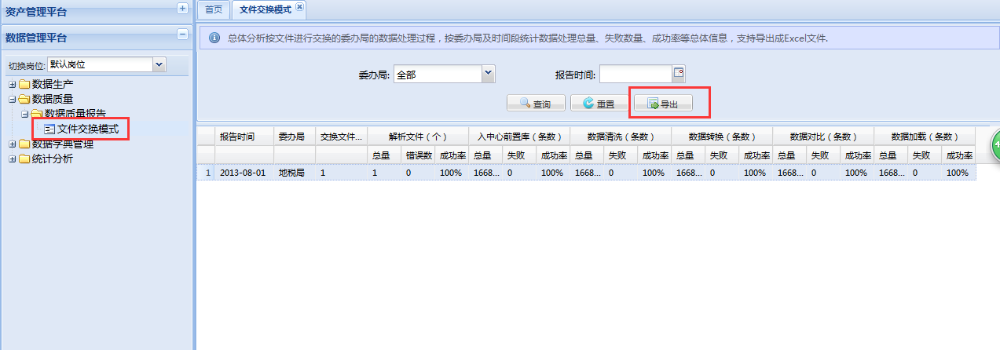 资产管理平台
数据管理平台
切换岗位: 默认岗位
数据生产
数据质量
数据质量报告
文件交换模式
数据字典管理
统计分析
首页 文件交换模式
总体分析按文件进行交换的委办局的数据处理过程，按委办局及时间段统计数据处理总量、失败数量、成功率等总体信息，支持导出成Excel文件.
委办局: 全部 报告时间:
查询 重置 导出
报告时间 委办局 交换文件... 解析文件（个） 入中心前置库（条数） 数据清洗（条数） 数据转换（条数） 数据对比（条数） 数据加载（条数）
总量 错误数 成功率 总量 失败 成功率 总量 失败 成功率 总量 失败 成功率 总量 失败 成功率 总量 失败 成功率
1 2013-08-01 地税局 1 1 0 100% 1668... 0 100% 1668... 0 100% 1668... 0 100% 1668... 0 100% 1668... 0 100%